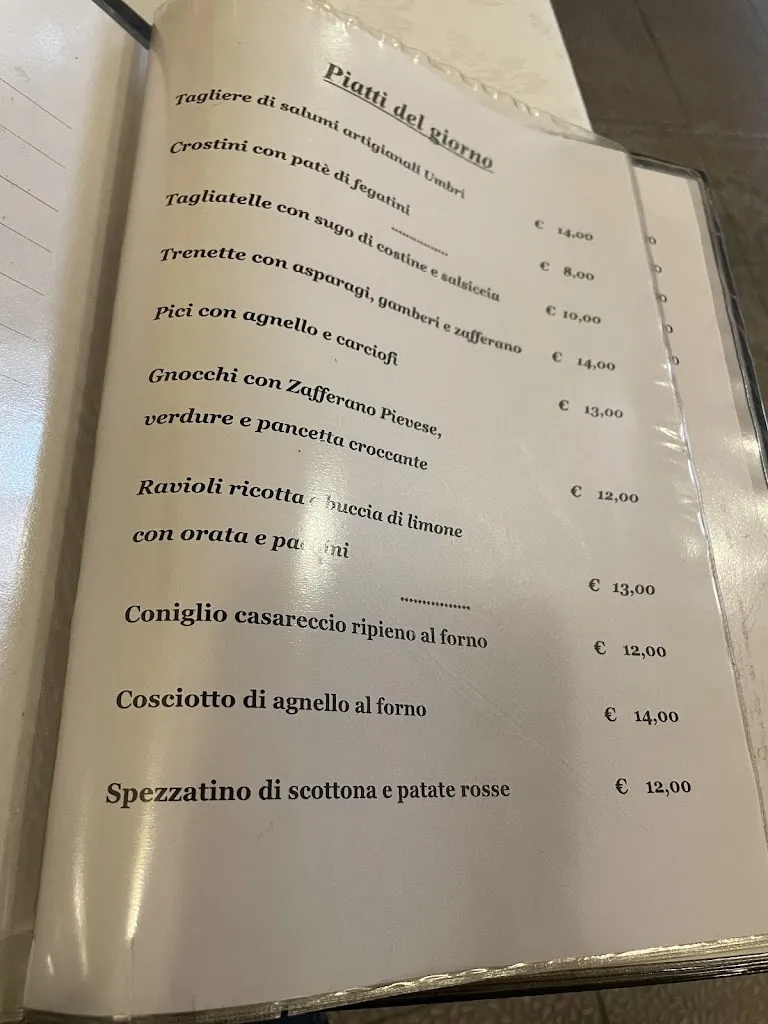 Piatti del giorno
Tagliere di salumi artigianali Umbri € 14,00
Crostini con patè di fegatini € 8,00
...............
Tagliatelle con sugo di costine e salsiccia € 10,00
Trenette con asparagi, gamberi e zafferano € 14,00
Pici con agnello e carciofi € 13,00
Gnocchi con Zafferano Pievese,
verdure e pancetta croccante € 12,00
Ravioli ricotta buccia di limone
con orata e € 13,00
...............
Coniglio casareccio ripieno al forno € 12,00
Cosciotto di agnello al forno € 14,00
Spezzatino di scottona e patate rosse € 12,00